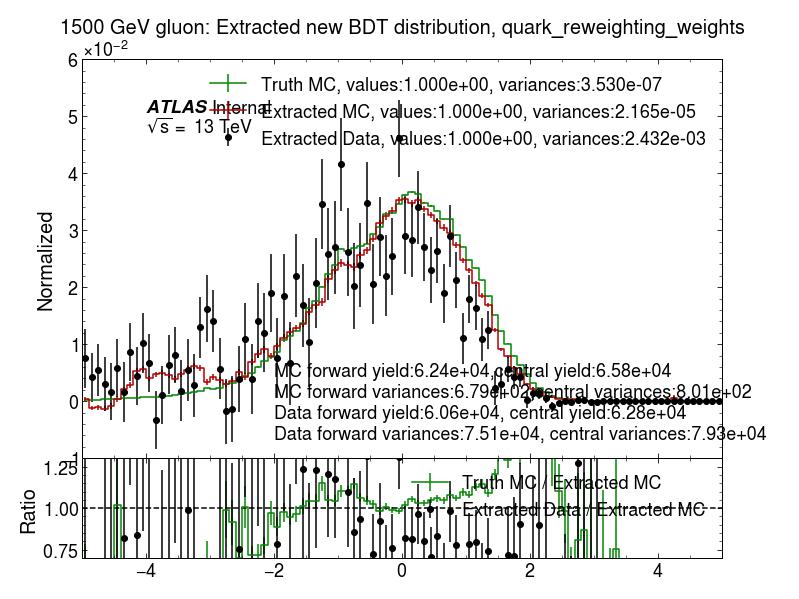 1500 GeV gluon: Extracted new BDT distribution, quark_reweighting_weights
×10⁻²
6
Truth MC, values:1.000e+00, variances:3.530e-07
ATLAS Internal
Extracted MC, values:1.000e+00, variances:2.165e-05
√s = 13 TeV
Extracted Data, values:1.000e+00, variances:2.432e-03
5
4
3
2
1
0
Normalized
MC forward yield:6.24e+04,central yield:6.58e+04
MC forward variances:6.79e+02,central variances:8.01e+02
Data forward yield:6.06e+04, central yield:6.28e+04
Data forward variances:7.51e+04, central variances:7.93e+04
1
1.25
Truth MC / Extracted MC
1.00
Extracted Data / Extracted MC
0.75
Ratio
−4 −2 0 2 4